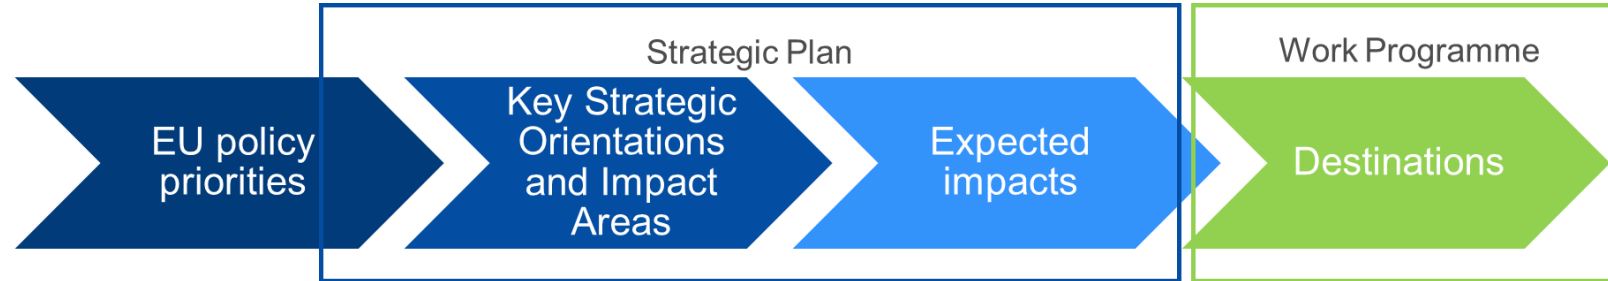 Strategic Plan
Work Programme
EU policy
priorities
Key Strategic
Orientations
and Impact
Areas
Expected
impacts
Destinations